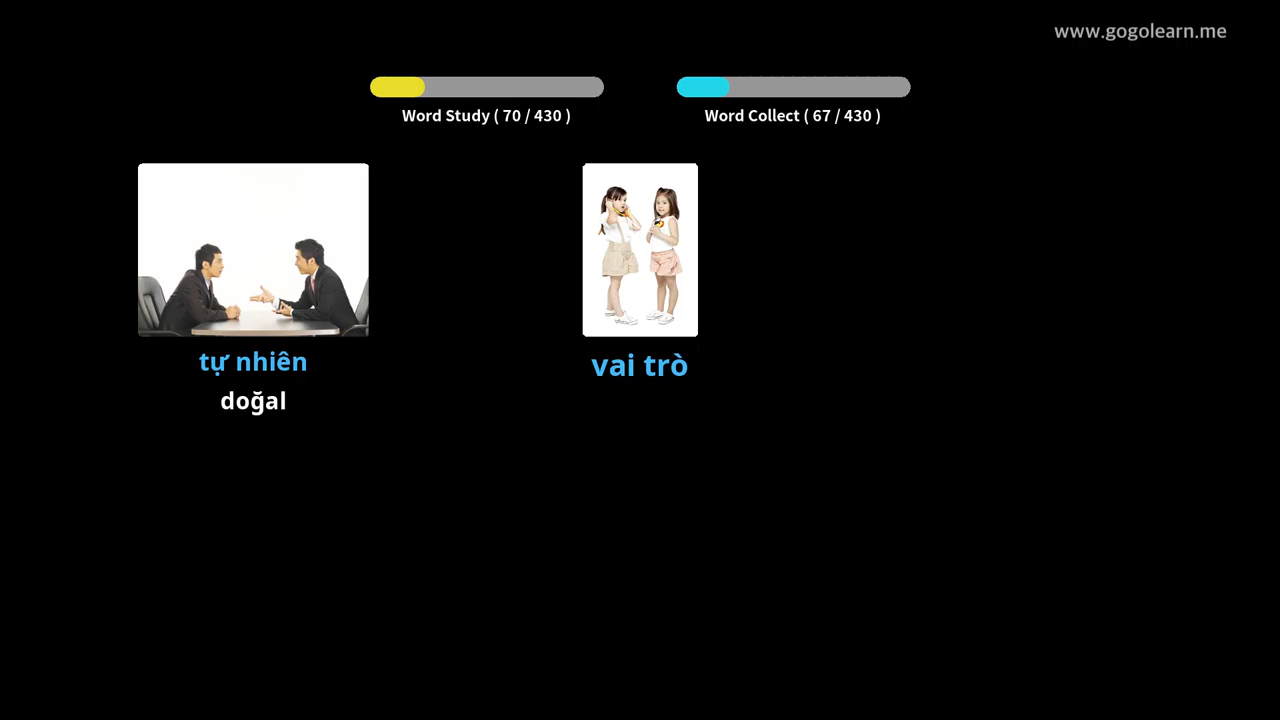 www.gogolearn.me
Word Study ( 70 / 430 )
Word Collect ( 67 / 430 )
tự nhiên
doğal
vai trò